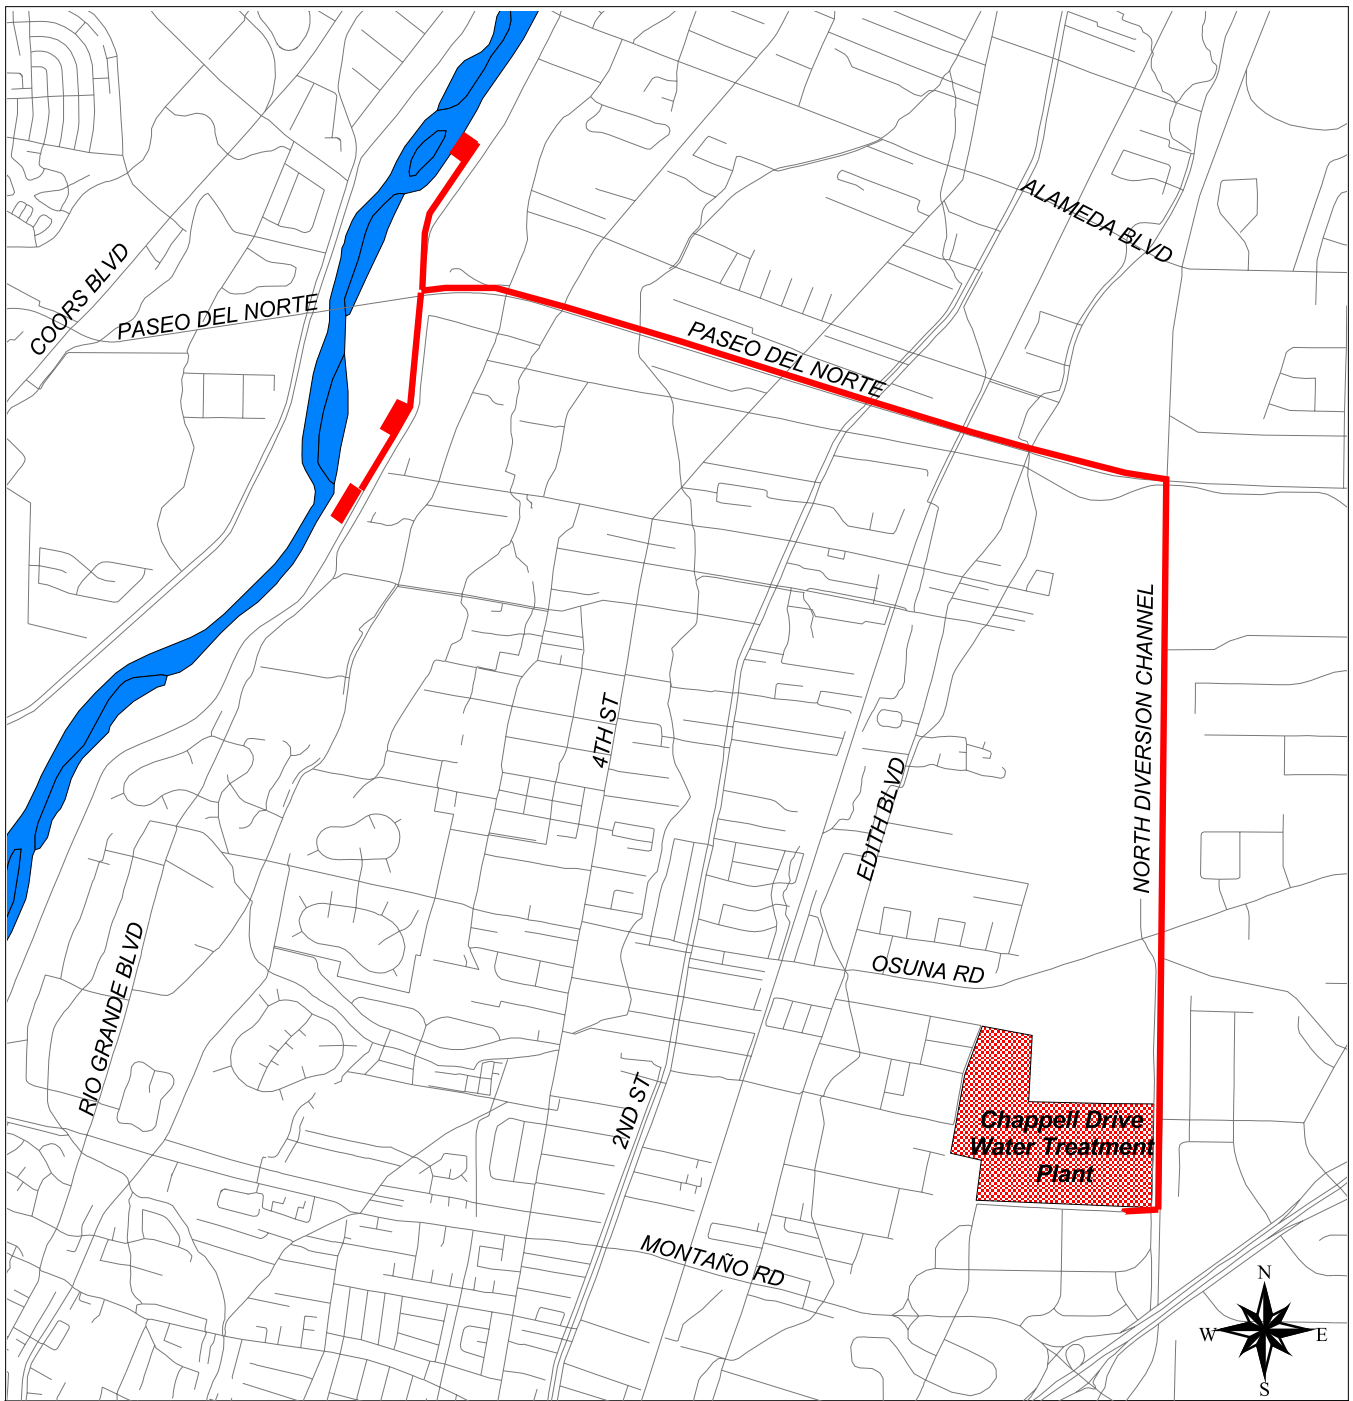 ALAMEDA BLVD
COORS BLVD
PASEO DEL NORTE
PASEO DEL NORTE
NORTH DIVERSION CHANNEL
4TH ST
EDITH BLVD
OSUNA RD
RIO GRANDE BLVD
2ND ST
Chappell Drive
Water Treatment
Plant
MONTAÑO RD
N
W
E
S